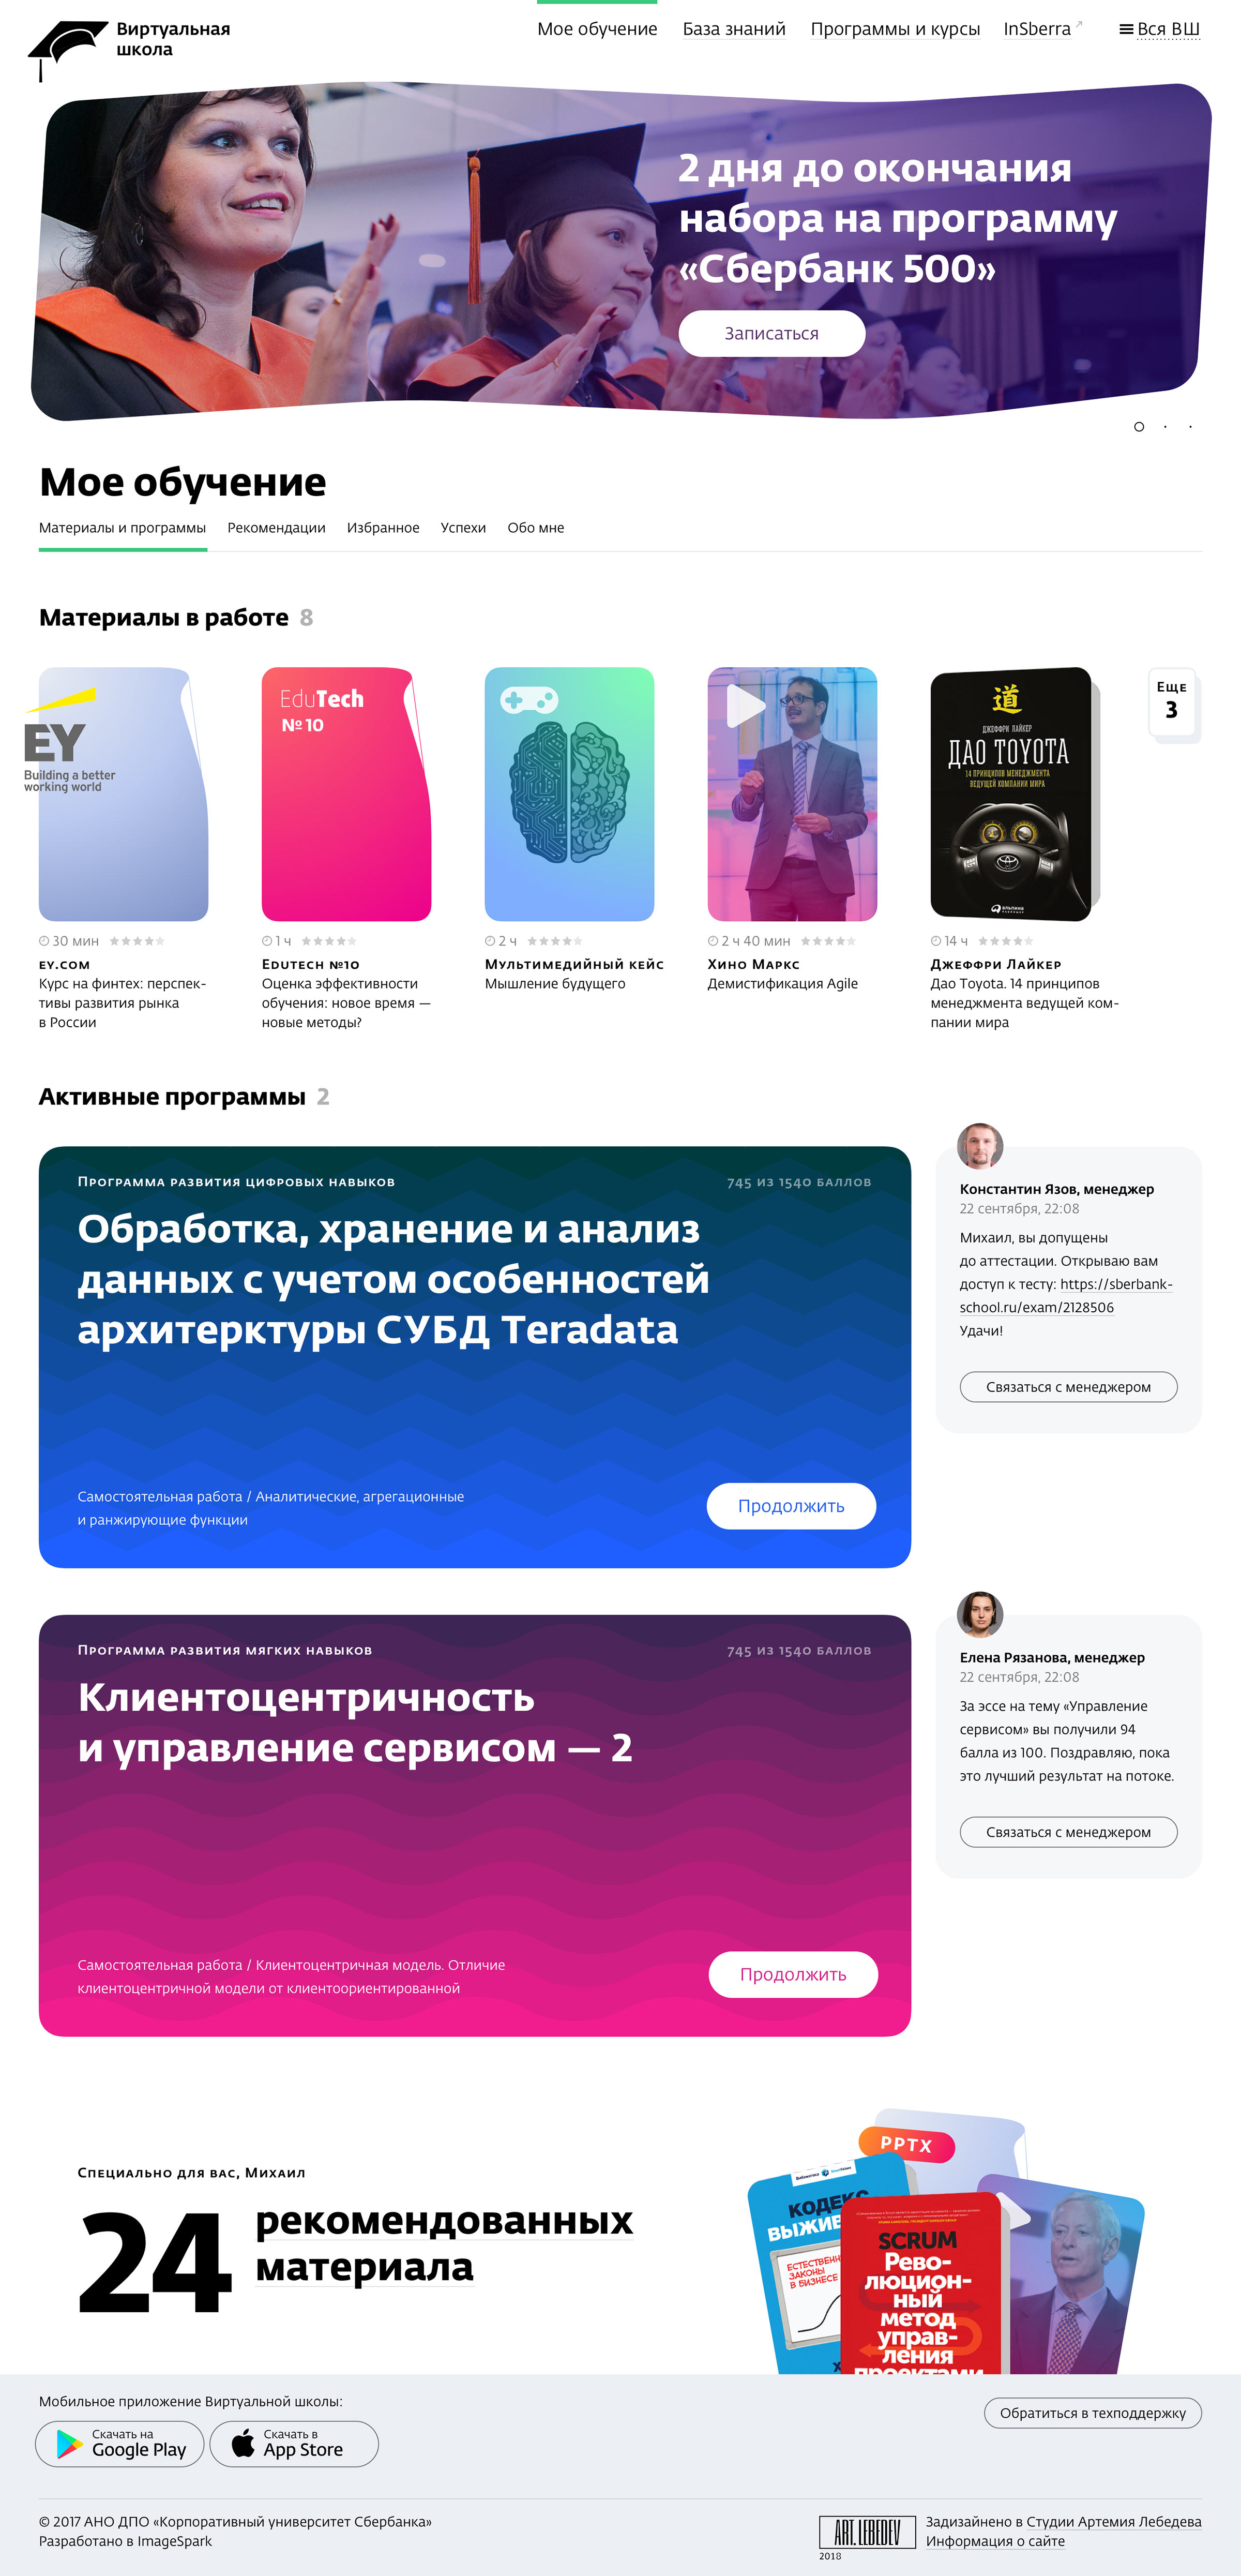 Виртуальная
школа
Мое обучение
База знаний
Программы и курсы
InSberra
Вся ВШ
2 дня до окончания
набора на программу
«Сбербанк 500»
Записаться
Мое обучение
Материалы и программы
Рекомендации
Избранное
Успехи
Обо мне
Материалы в работе 8
EY
Building a better
working world
30 мин
EY.COM
Курс на финтех: перспек-
тивы развития рынка
в России
EduTech
№ 10
1 ч
EDUTECH №10
Оценка эффективности
обучения: новое время —
новые методы?
2 ч
Мультимедийный кейс
Мышление будущего
2 ч 40 мин
Хино Маркс
Демистификация Agile
道
ДЖЕФФРИ ЛАЙКЕР
ДАО TOYOTA
14 ПРИНЦИПОВ МЕНЕДЖМЕНТА
ВЕДУЩЕЙ КОМПАНИИ МИРА
14 ч
Джеффри Лайкер
Дао Toyota. 14 принципов
менеджмента ведущей ком-
пании мира
Еще
3
Активные программы 2
Программа развития цифровых навыков
745 из 1540 баллов
Обработка, хранение и анализ
данных с учетом особенностей
архитерктуры СУБД Teradata
Самостоятельная работа / Аналитические, агрегационные
и ранжирующие функции
Продолжить
Константин Язов, менеджер
22 сентября, 22:08
Михаил, вы допущены
до аттестации. Открываю вам
доступ к тесту: https://sberbank-
school.ru/exam/2128506
Удачи!
Связаться с менеджером
Программа развития мягких навыков
745 из 1540 баллов
Клиентоцентричность
и управление сервисом — 2
Самостоятельная работа / Клиентоцентричная модель. Отличие
клиентоцентричной модели от клиентоориентированной
Продолжить
Елена Рязанова, менеджер
22 сентября, 22:08
За эссе на тему «Управление
сервисом» вы получили 94
балла из 100. Поздравляю, пока
это лучший результат на потоке.
Связаться с менеджером
Специально для вас, Михаил
24 рекомендованных
материала
PPTX
КОДЕКС
ЕСТЕСТВЕНН
ЗАКОНЫ
В БИЗНЕСЕ
SCRUM
Рево-
люцион-
ный
метод
управ-
ления
проектами
Мобильное приложение Виртуальной школы:
Скачать на
Google Play
Скачать в
App Store
Обратиться в техподдержку
© 2017 АНО ДПО «Корпоративный университет Сбербанка»
Разработано в ImageSpark
ART. LEBEDEV
2018
Задизайнено в Студии Артемия Лебедева
Информация о сайте